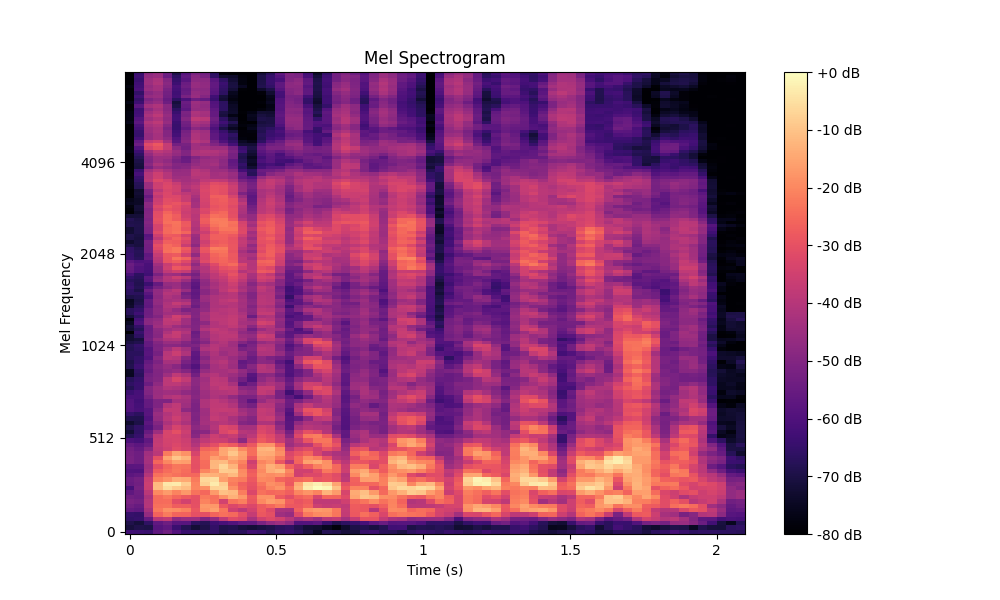 Mel Spectrogram
Mel Frequency
4096
2048
1024
512
0
0
0.5
1
1.5
2
Time (s)
+0 dB
-10 dB
-20 dB
-30 dB
-40 dB
-50 dB
-60 dB
-70 dB
-80 dB